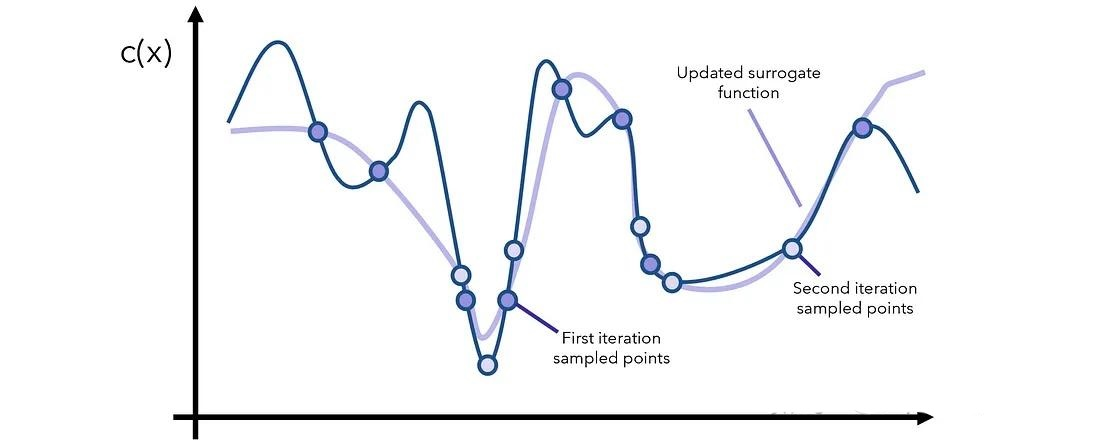 c(x)
Updated surrogate
function
Second iteration
sampled points
First iteration
sampled points